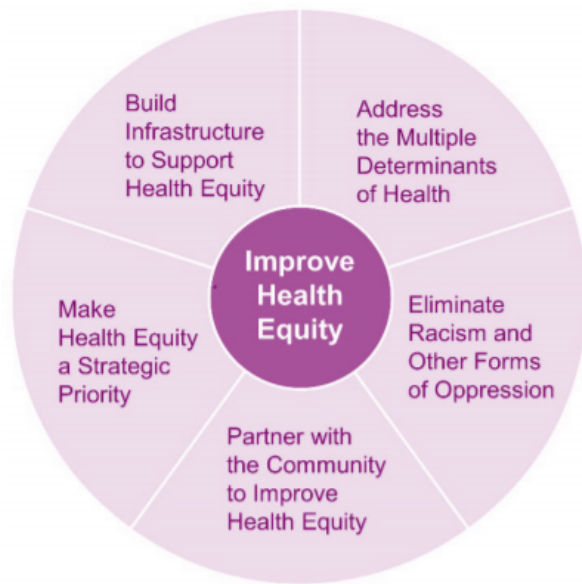 Build
Infrastructure
to Support
Health Equity
Address
the Multiple
Determinants
of Health
Improve
Health
Equity
Make
Health Equity
a Strategic
Priority
Eliminate
Racism and
Other Forms
of Oppression
Partner with
the Community
to Improve
Health Equity